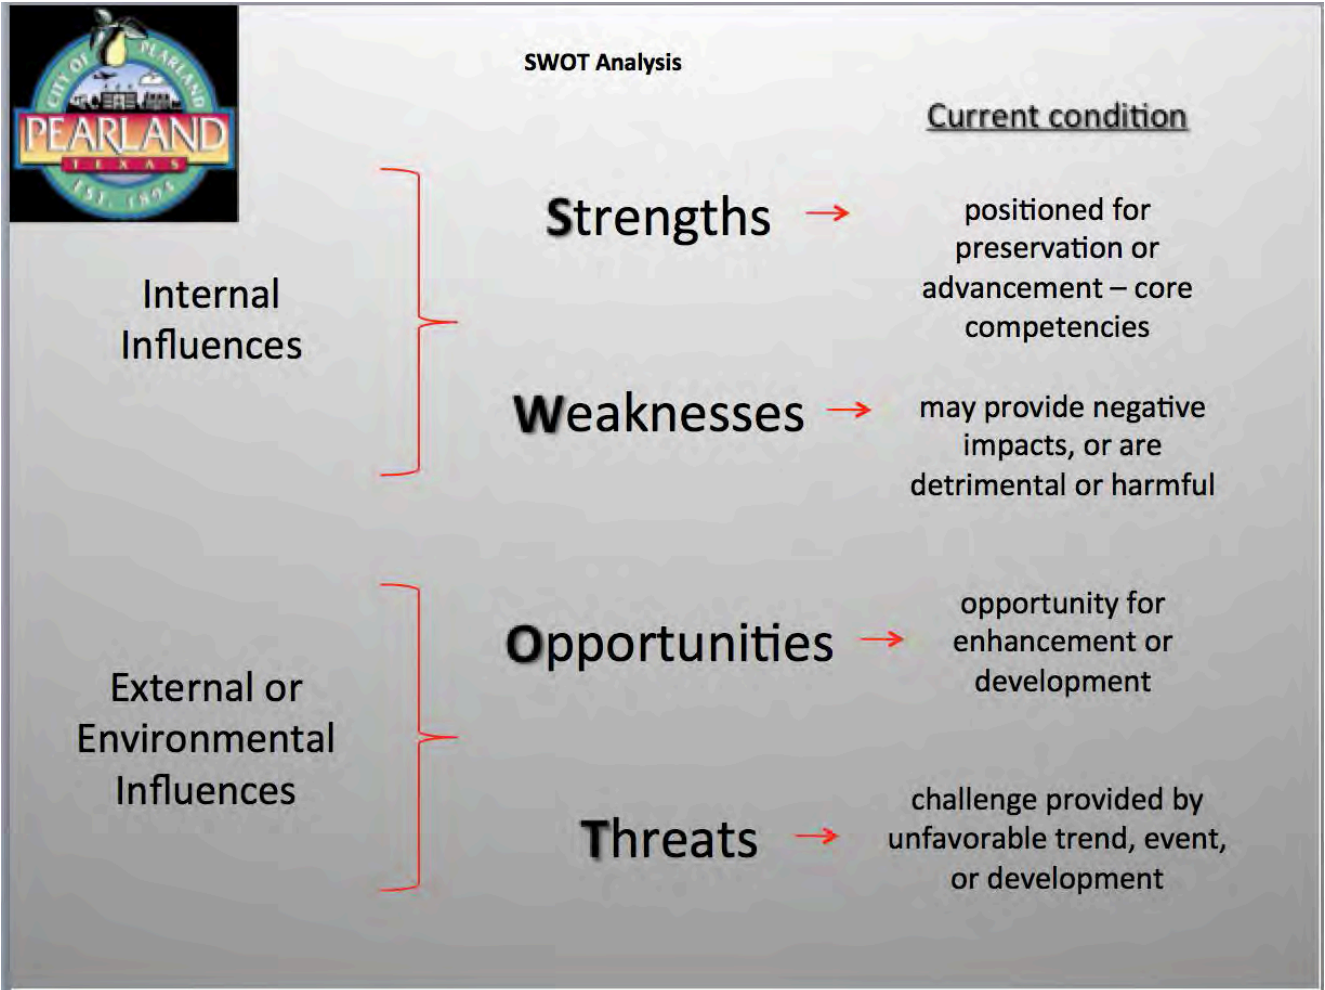 CITY OF PEARLAND
PEARLAND
TEXAS
EST. 1894
SWOT Analysis
Current condition
Internal
Influences
Strengths
positioned for
preservation or
advancement – core
competencies
Weaknesses
may provide negative
impacts, or are
detrimental or harmful
External or
Environmental
Influences
Opportunities
opportunity for
enhancement or
development
Threats
challenge provided by
unfavorable trend, event,
or development